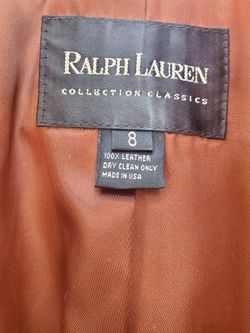 RALPH LAUREN
COLLECTION CLASSICS
8
100% LEATHER
DRY CLEAN ONLY
MADE IN USA